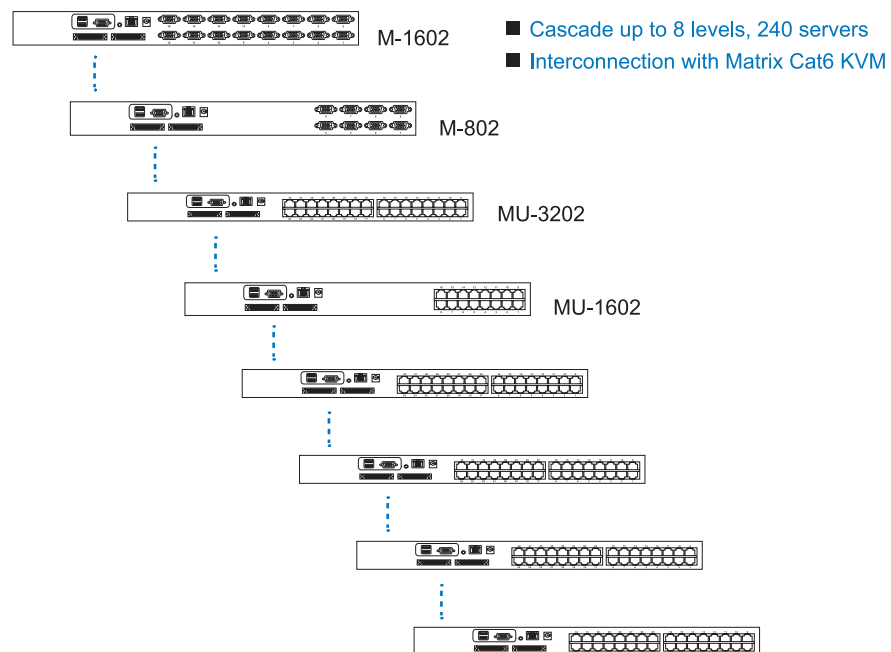 M-1602
■ Cascade up to 8 levels, 240 servers
■ Interconnection with Matrix Cat6 KVM
M-802
MU-3202
MU-1602